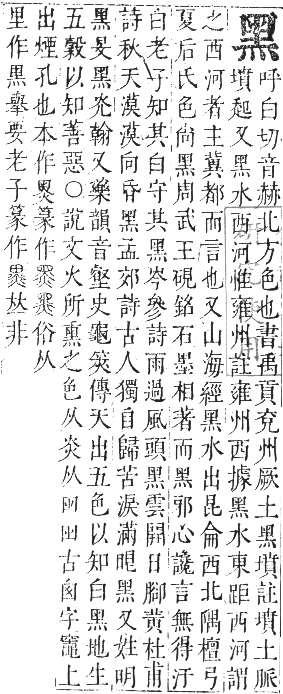 黑 呼白切音赫北方色也書禹貢兗州厥土黑墳註墳土脈
墳起又黑水西河惟雍州註雍州西據黑水東距西河謂
之西河者主冀都而言也又山海經黑水出昆侖西北隅檀弓
夏后氏色尚黑周武王硯銘石墨相著而黑邪心讒言無得汙
白老子知其白守其黑岑參詩雨過風頭黑雲開日腳黄杜甫
詩秋天漠漠向昏黑孟郊詩古人獨自歸苦淚滿眼黑又姓明
黑旻黑堯翰又藥韻音壑史龜筴傳天出五色以知白黑地生
五穀以知善惡○說文火所熏之色从炎从𡆧𡆧古囪字竈上
出煙孔也本作𪐗篆作𪐗𪐗俗从
里作黒舉要老子篆作𪐗夶非